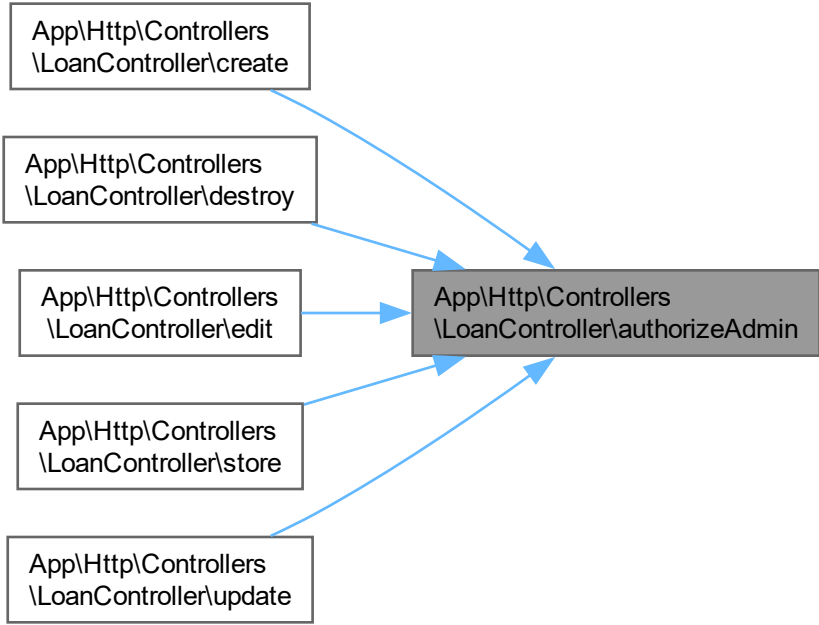 App\Http\Controllers
\LoanController\create
App\Http\Controllers
\LoanController\destroy
App\Http\Controllers
\LoanController\edit
App\Http\Controllers
\LoanController\authorizeAdmin
App\Http\Controllers
\LoanController\store
App\Http\Controllers
\LoanController\update